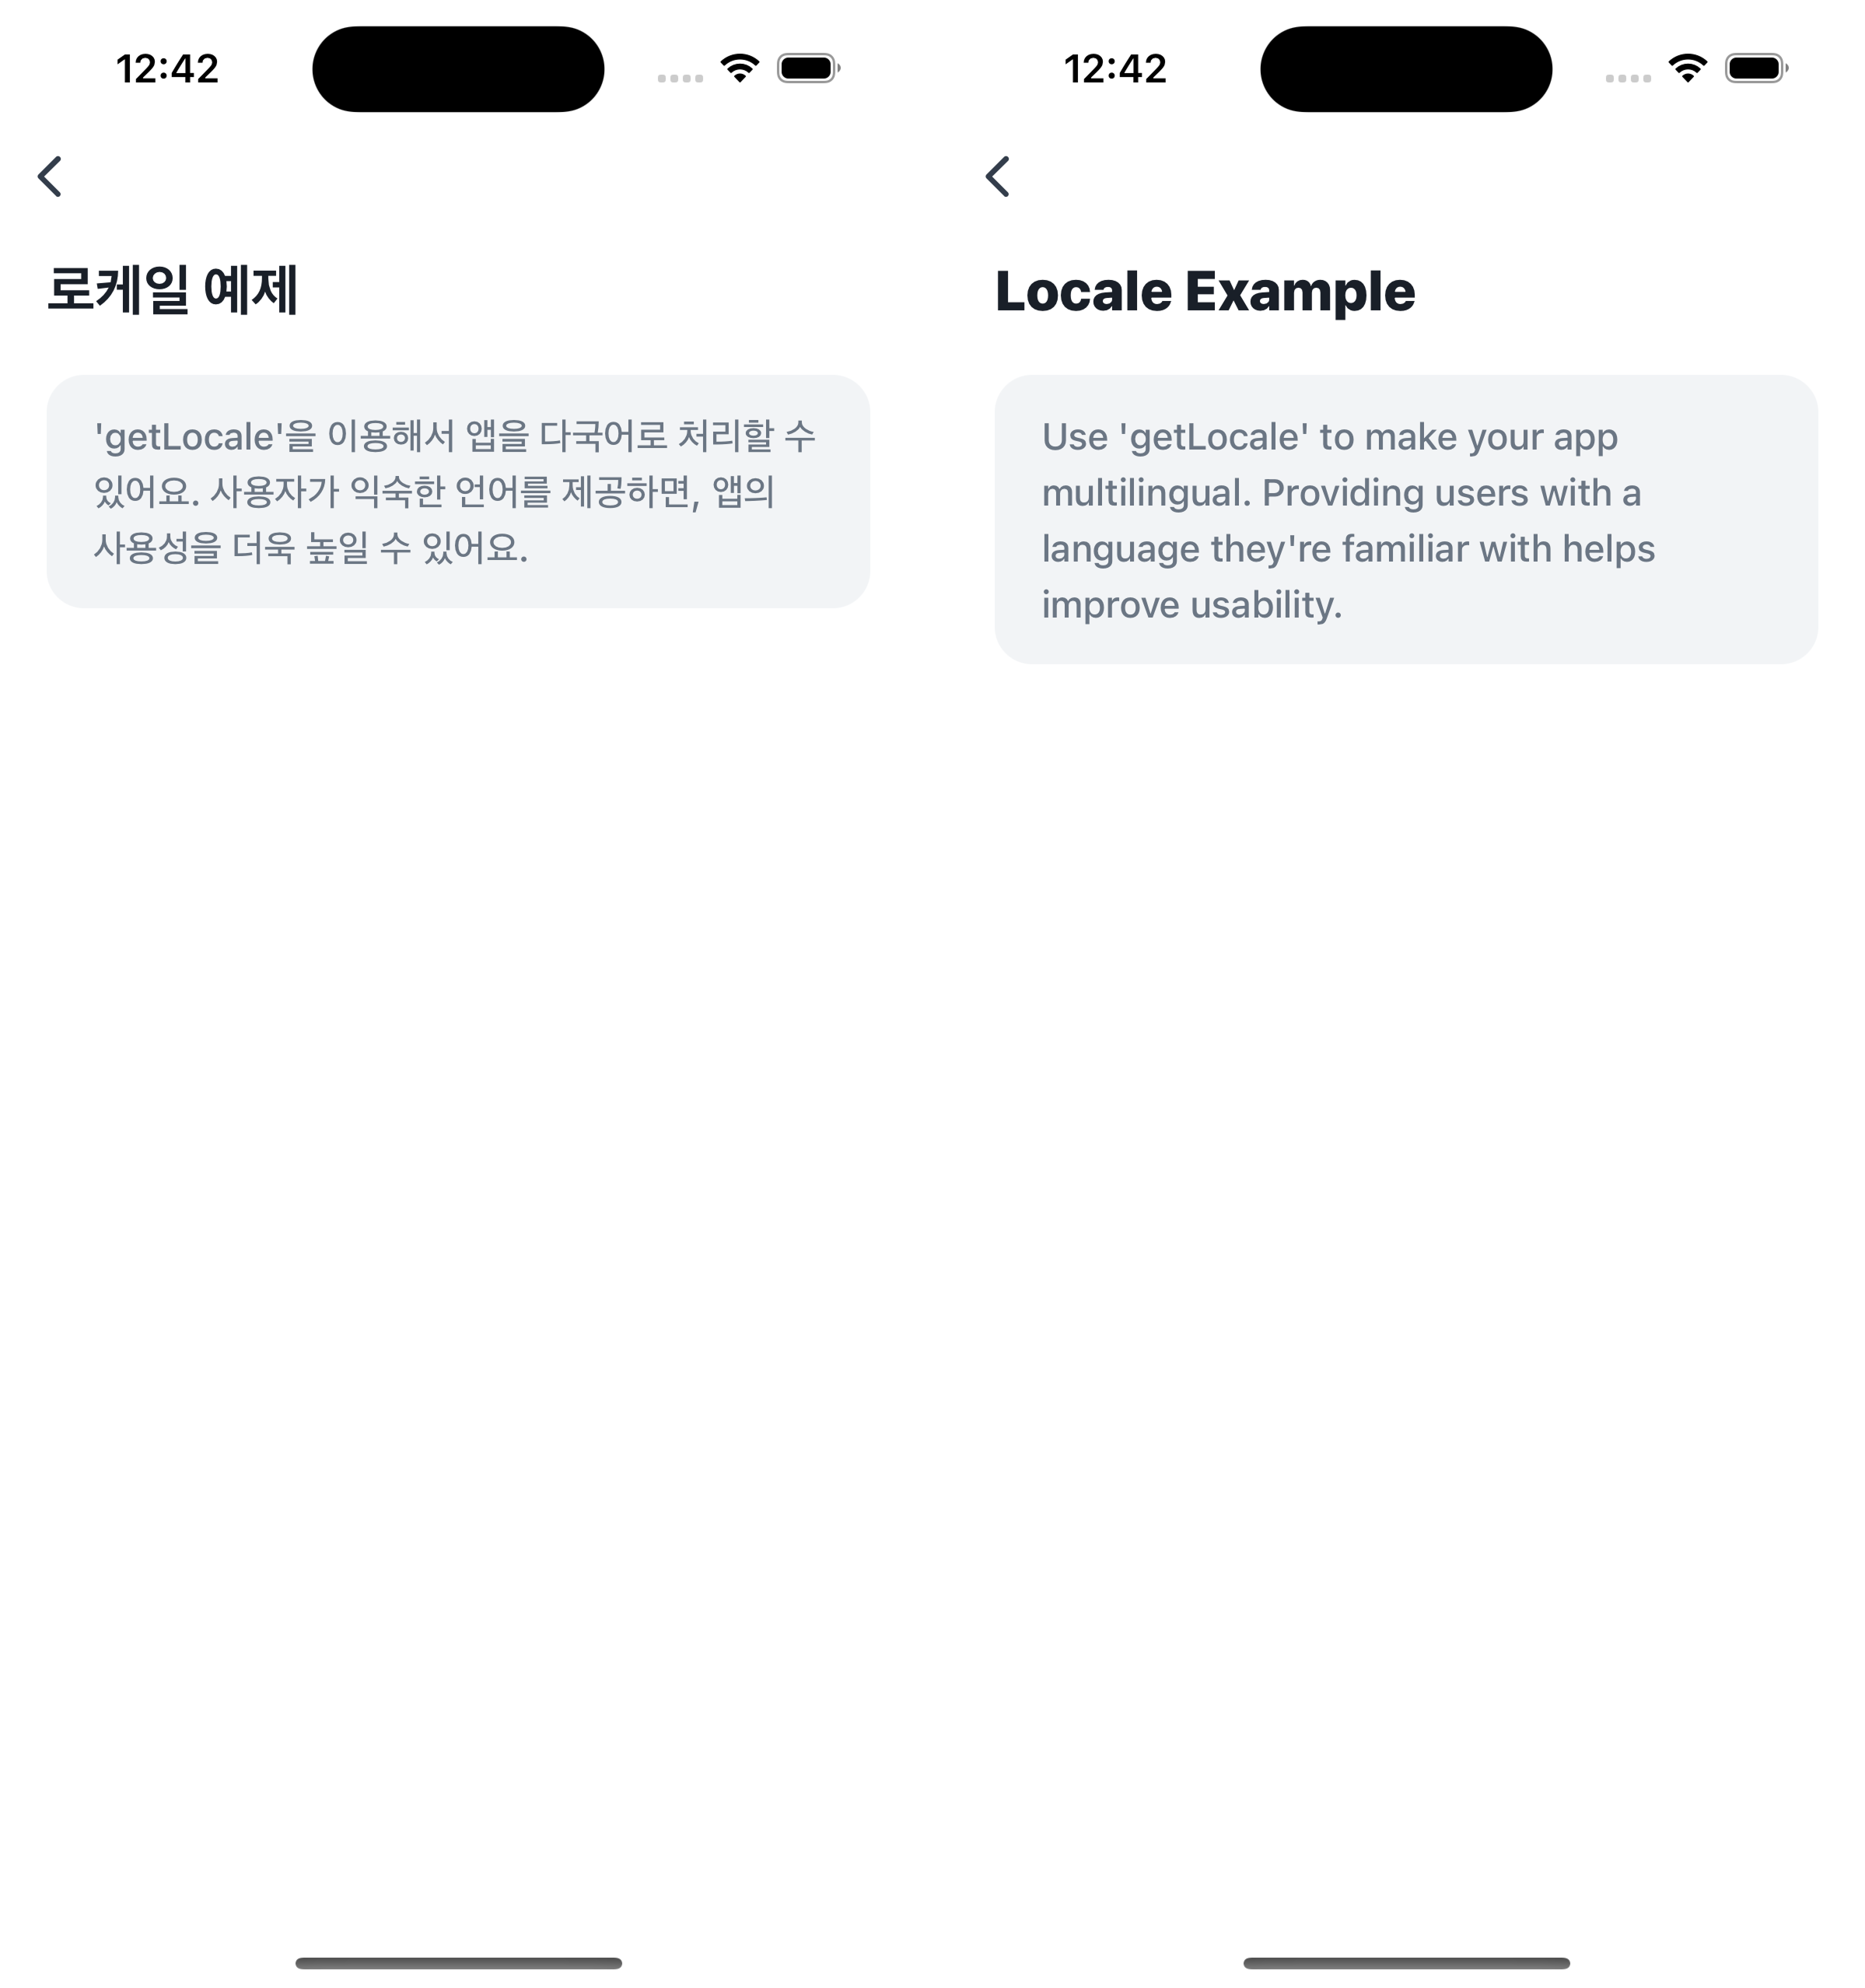 12:42
로케일 예제
'getLocale'을 이용해서 앱을 다국어로 처리할 수
있어요. 사용자가 익숙한 언어를 제공하면, 앱의
사용성을 더욱 높일 수 있어요.
12:42
Locale Example
Use 'getLocale' to make your app
multilingual. Providing users with a
language they're familiar with helps
improve usability.